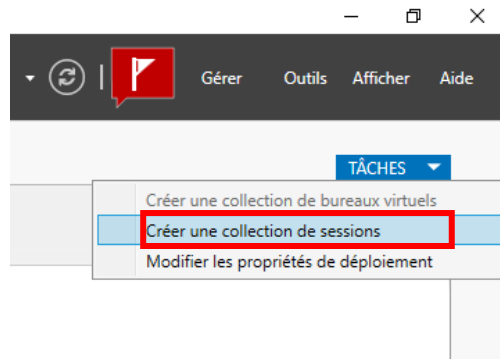 Gérer Outils Afficher Aide
TÂCHES
Créer une collection de bureaux virtuels
Créer une collection de sessions
Modifier les propriétés de déploiement